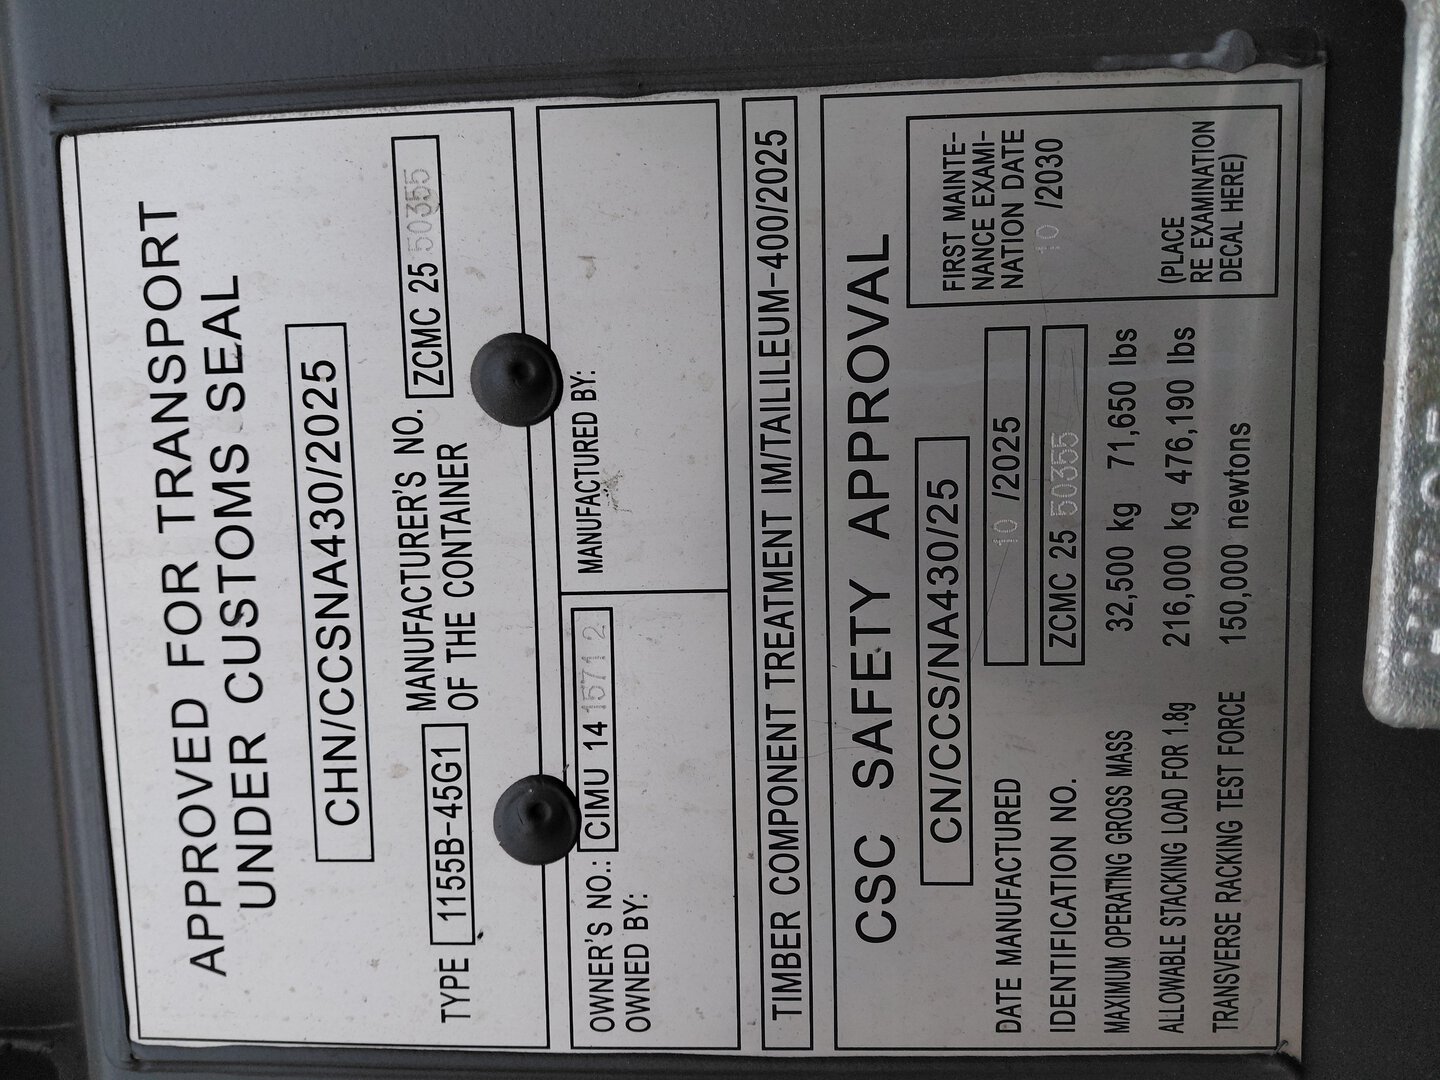 APPROVED FOR TRANSPORT
UNDER CUSTOMS SEAL
CHN/CCSNA430/2025
TYPE 1155B-45G1 MANUFACTURER'S NO.
OF THE CONTAINER ZCMC 25 50355
OWNER'S NO.: CIMU 14 1571 2
OWNED BY:
MANUFACTURED BY:
TIMBER COMPONENT TREATMENT IM/TAILILEUM-400/2025
CSC SAFETY APPROVAL
CN/CCS/NA430/25
DATE MANUFACTURED 10 /2025
IDENTIFICATION NO. ZCMC 25 50355
MAXIMUM OPERATING GROSS MASS 32,500 kg 71,650 lbs
ALLOWABLE STACKING LOAD FOR 1.8g 216,000 kg 476,190 lbs
TRANSVERSE RACKING TEST FORCE 150,000 newtons
FIRST MAINTE-
NANCE EXAMI-
NATION DATE
10 /2030
(PLACE
RE EXAMINATION
DECAL HERE)